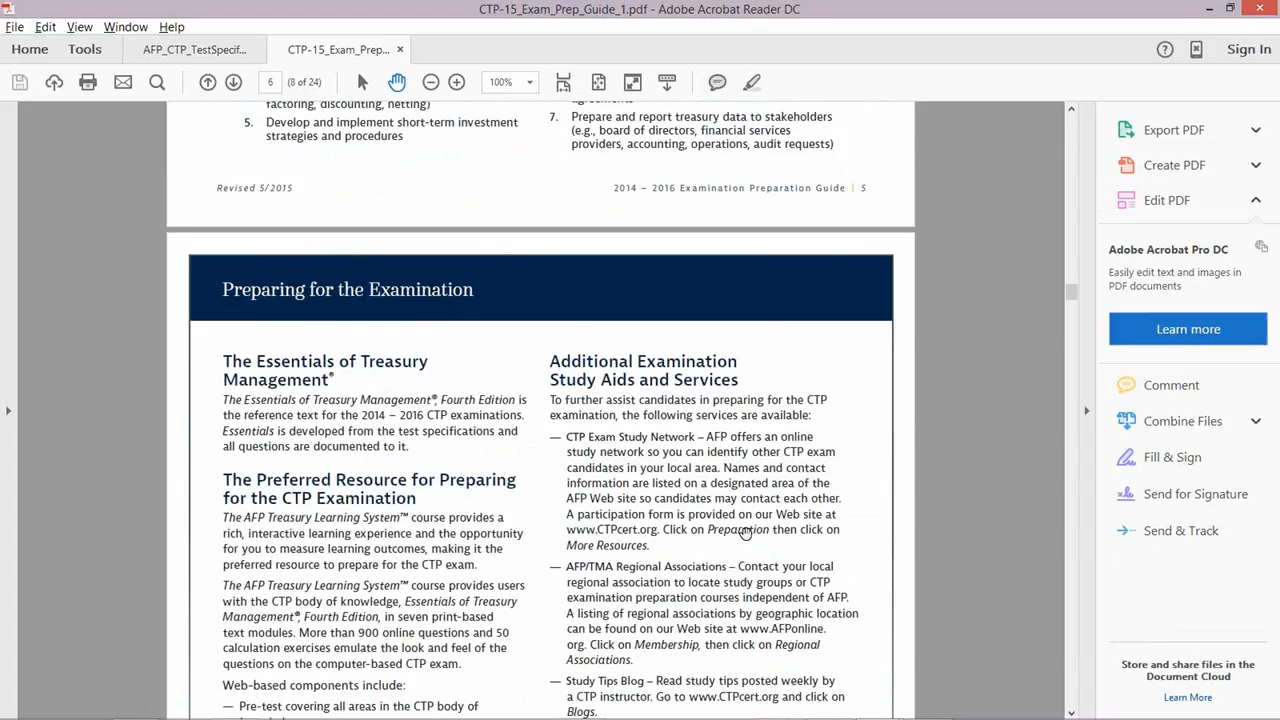 CTP-15_Exam_Prep_Guide_1.pdf - Adobe Acrobat Reader DC
File Edit View Window Help
Home Tools AFP_CTP_TestSpecif... CTP-15_Exam_Prep... × Sign In
6 (8 of 24) 100%
factoring, discounting, netting)
5. Develop and implement short-term investment
strategies and procedures
7. Prepare and report treasury data to stakeholders
(e.g., board of directors, financial services
providers, accounting, operations, audit requests)
Revised 5/2015
2014 – 2016 Examination Preparation Guide | 5
Preparing for the Examination
The Essentials of Treasury
Management®
The Essentials of Treasury Management®, Fourth Edition is
the reference text for the 2014 – 2016 CTP examinations.
Essentials is developed from the test specifications and
all questions are documented to it.
The Preferred Resource for Preparing
for the CTP Examination
The AFP Treasury Learning System™ course provides a
rich, interactive learning experience and the opportunity
for you to measure learning outcomes, making it the
preferred resource to prepare for the CTP exam.
The AFP Treasury Learning System™ course provides users
with the CTP body of knowledge, Essentials of Treasury
Management®, Fourth Edition, in seven print-based
text modules. More than 900 online questions and 50
calculation exercises emulate the look and feel of the
questions on the computer-based CTP exam.
Web-based components include:
— Pre-test covering all areas in the CTP body of
Additional Examination
Study Aids and Services
To further assist candidates in preparing for the CTP
examination, the following services are available:
— CTP Exam Study Network – AFP offers an online
study network so you can identify other CTP exam
candidates in your local area. Names and contact
information are listed on a designated area of the
AFP Web site so candidates may contact each other.
A participation form is provided on our Web site at
www.CTPcert.org. Click on Preparation then click on
More Resources.
— AFP/TMA Regional Associations – Contact your local
regional association to locate study groups or CTP
examination preparation courses independent of AFP.
A listing of regional associations by geographic location
can be found on our Web site at www.AFPonline.
org. Click on Membership, then click on Regional
Associations.
— Study Tips Blog – Read study tips posted weekly by
a CTP instructor. Go to www.CTPcert.org and click on
Blogs.
Export PDF
Create PDF
Edit PDF
Adobe Acrobat Pro DC
Easily edit text and images in
PDF documents
Learn more
Comment
Combine Files
Fill & Sign
Send for Signature
Send & Track
Store and share files in the
Document Cloud
Learn More